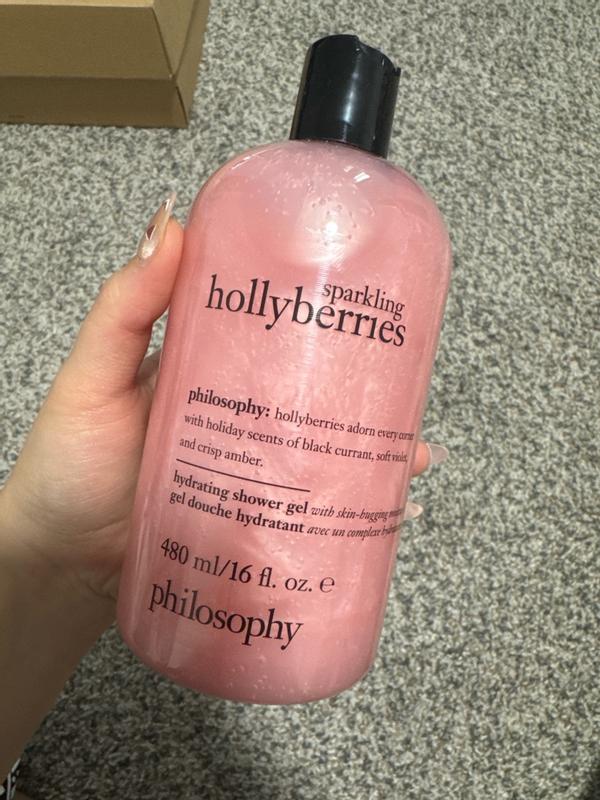 sparkling
hollyberries
philosophy: hollyberries adorn every corner
with holiday scents of black currant, soft violet,
and crisp amber.
hydrating shower gel with skin-hugging
gel douche hydratant avec un complexe
480 ml/16 fl. oz. ℮
philosophy